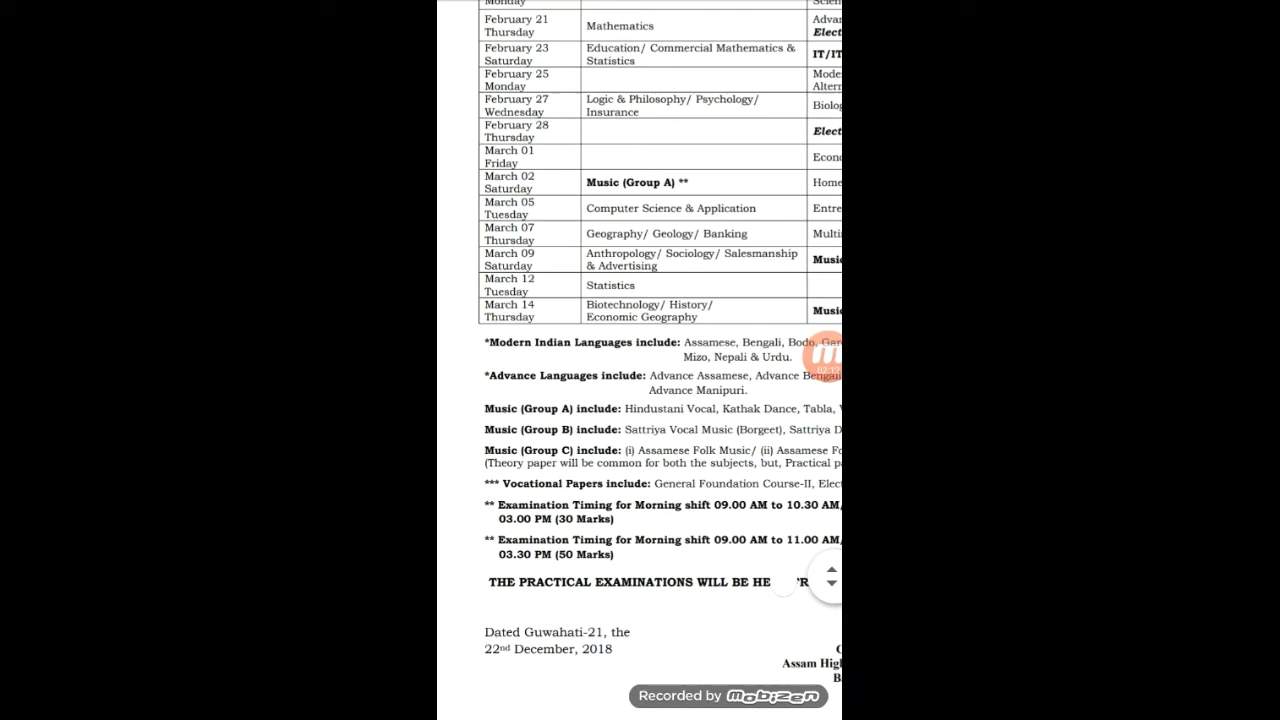 Monday
February 21 Mathematics
Thursday Elect
February 23 Education/ Commercial Mathematics & IT/IT
Saturday Statistics
February 25
Monday
February 27 Logic & Philosophy/ Psychology/
Wednesday Insurance
February 28 Elect
Thursday
March 01
Friday
March 02 Music (Group A) ** Home
Saturday
March 05 Computer Science & Application
Tuesday
March 07 Geography/ Geology/ Banking
Thursday
March 09 Anthropology/ Sociology/ Salesmanship Music
Saturday & Advertising
March 12 Statistics
Tuesday
March 14 Biotechnology/ History/ Music
Thursday Economic Geography
*Modern Indian Languages include: Assamese, Bengali, Bodo, Garo
Mizo, Nepali & Urdu.
*Advance Languages include: Advance Assamese, Advance Bengali
Advance Manipuri.
Music (Group A) include: Hindustani Vocal, Kathak Dance, Tabla,
Music (Group B) include: Sattriya Vocal Music (Borgeet), Sattriya D
Music (Group C) include: (i) Assamese Folk Music/ (ii) Assamese Fo
(Theory paper will be common for both the subjects, but, Practical pa
*** Vocational Papers include: General Foundation Course-II, Elect
** Examination Timing for Morning shift 09.00 AM to 10.30 AM/
03.00 PM (30 Marks)
** Examination Timing for Morning shift 09.00 AM to 11.00 AM/
03.30 PM (50 Marks)
THE PRACTICAL EXAMINATIONS WILL BE HE
Dated Guwahati-21, the
22nd December, 2018
Assam High
Recorded by Mobizen